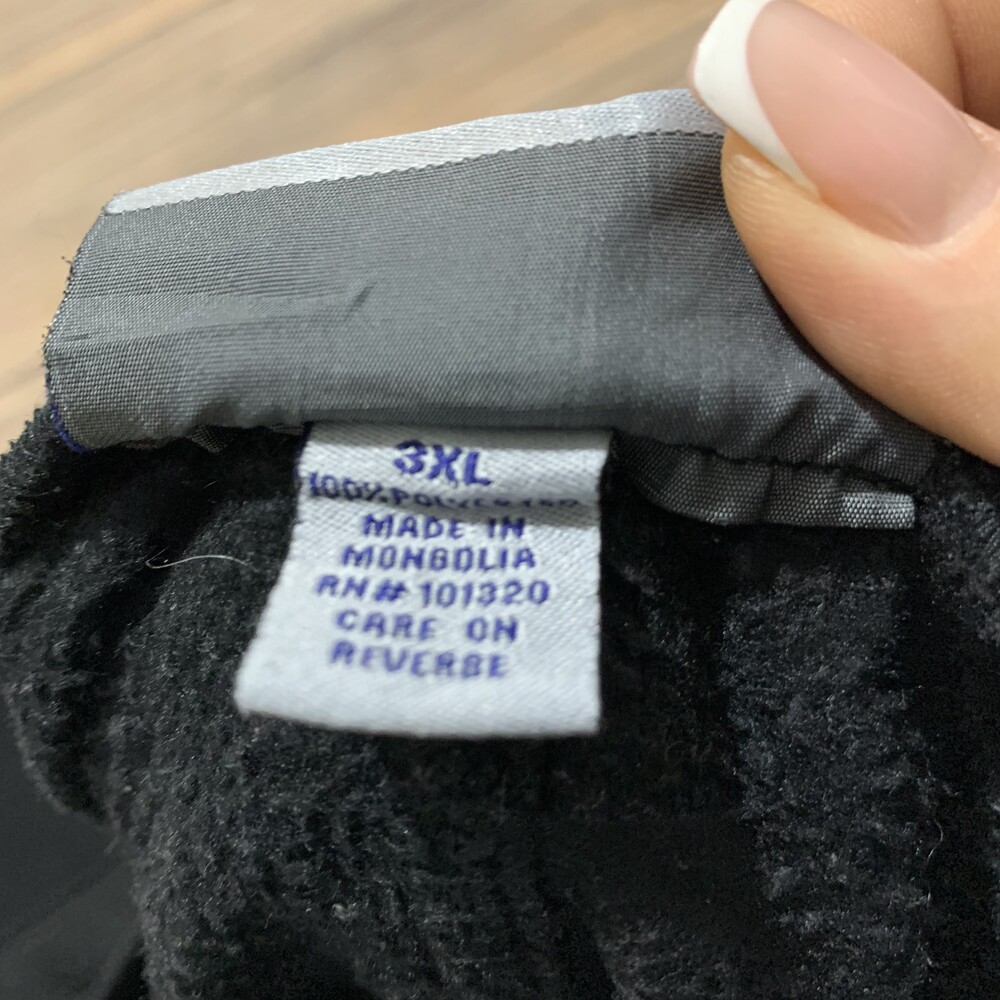 3XL
100% POLYESTER
MADE IN
MONGOLIA
RN# 101320
CARE ON
REVERSE